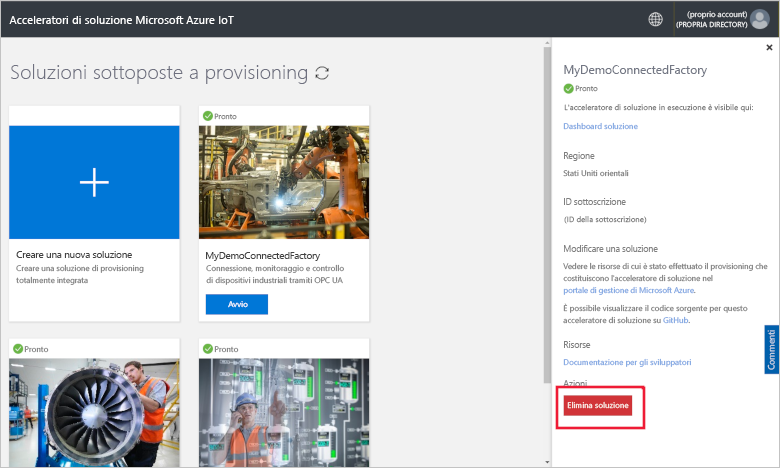 Acceleratori di soluzione Microsoft Azure IoT
(proprio account)
(PROPRIA DIRECTORY)
Soluzioni sottoposte a provisioning
Creare una nuova soluzione
Creare una soluzione di provisioning
totalmente integrata
Pronto
MyDemoConnectedFactory
Connessione, monitoraggio e controllo
di dispositivi industriali tramiti OPC UA
Avvio
Pronto
Pronto
MyDemoConnectedFactory
Pronto
L'acceleratore di soluzione in esecuzione è visibile qui:
Dashboard soluzione
Regione
Stati Uniti orientali
ID sottoscrizione
(ID della sottoscrizione)
Modificare una soluzione
Vedere le risorse di cui è stato effettuato il provisioning che
costituiscono l'acceleratore di soluzione nel
portale di gestione di Microsoft Azure.
È possibile visualizzare il codice sorgente per questo
acceleratore di soluzione su GitHub.
Risorse
Documentazione per gli sviluppatori
Azioni
Elimina soluzione
Commenti